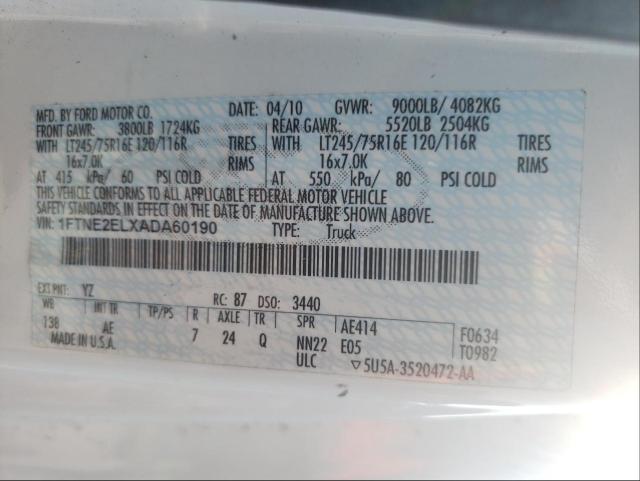 MFD. BY FORD MOTOR CO. DATE: 04/10 GVWR: 9000LB/ 4082KG
FRONT GAWR: 3800LB 1724KG REAR GAWR: 5520LB 2504KG
WITH LT245/75R16E 120/116R TIRES WITH LT245/75R16E 120/116R TIRES
16x7.0K RIMS 16x7.0K RIMS
AT 415 kPa/ 60 PSI COLD AT 550 kPa/ 80 PSI COLD
THIS VEHICLE CONFORMS TO ALL APPLICABLE FEDERAL MOTOR VEHICLE
SAFETY STANDARDS IN EFFECT ON THE DATE OF MANUFACTURE SHOWN ABOVE.
VIN: 1FTNE2ELXADA60190 TYPE: Truck
EXT PNT: YZ RC: 87 DSO: 3440
WB INT TR TP/PS R AXLE TR SPR AE414 F0634
138 AE 7 24 Q NN22 E05 T0982
MADE IN U.S.A. ULC ▽5U5A-3520472-AA